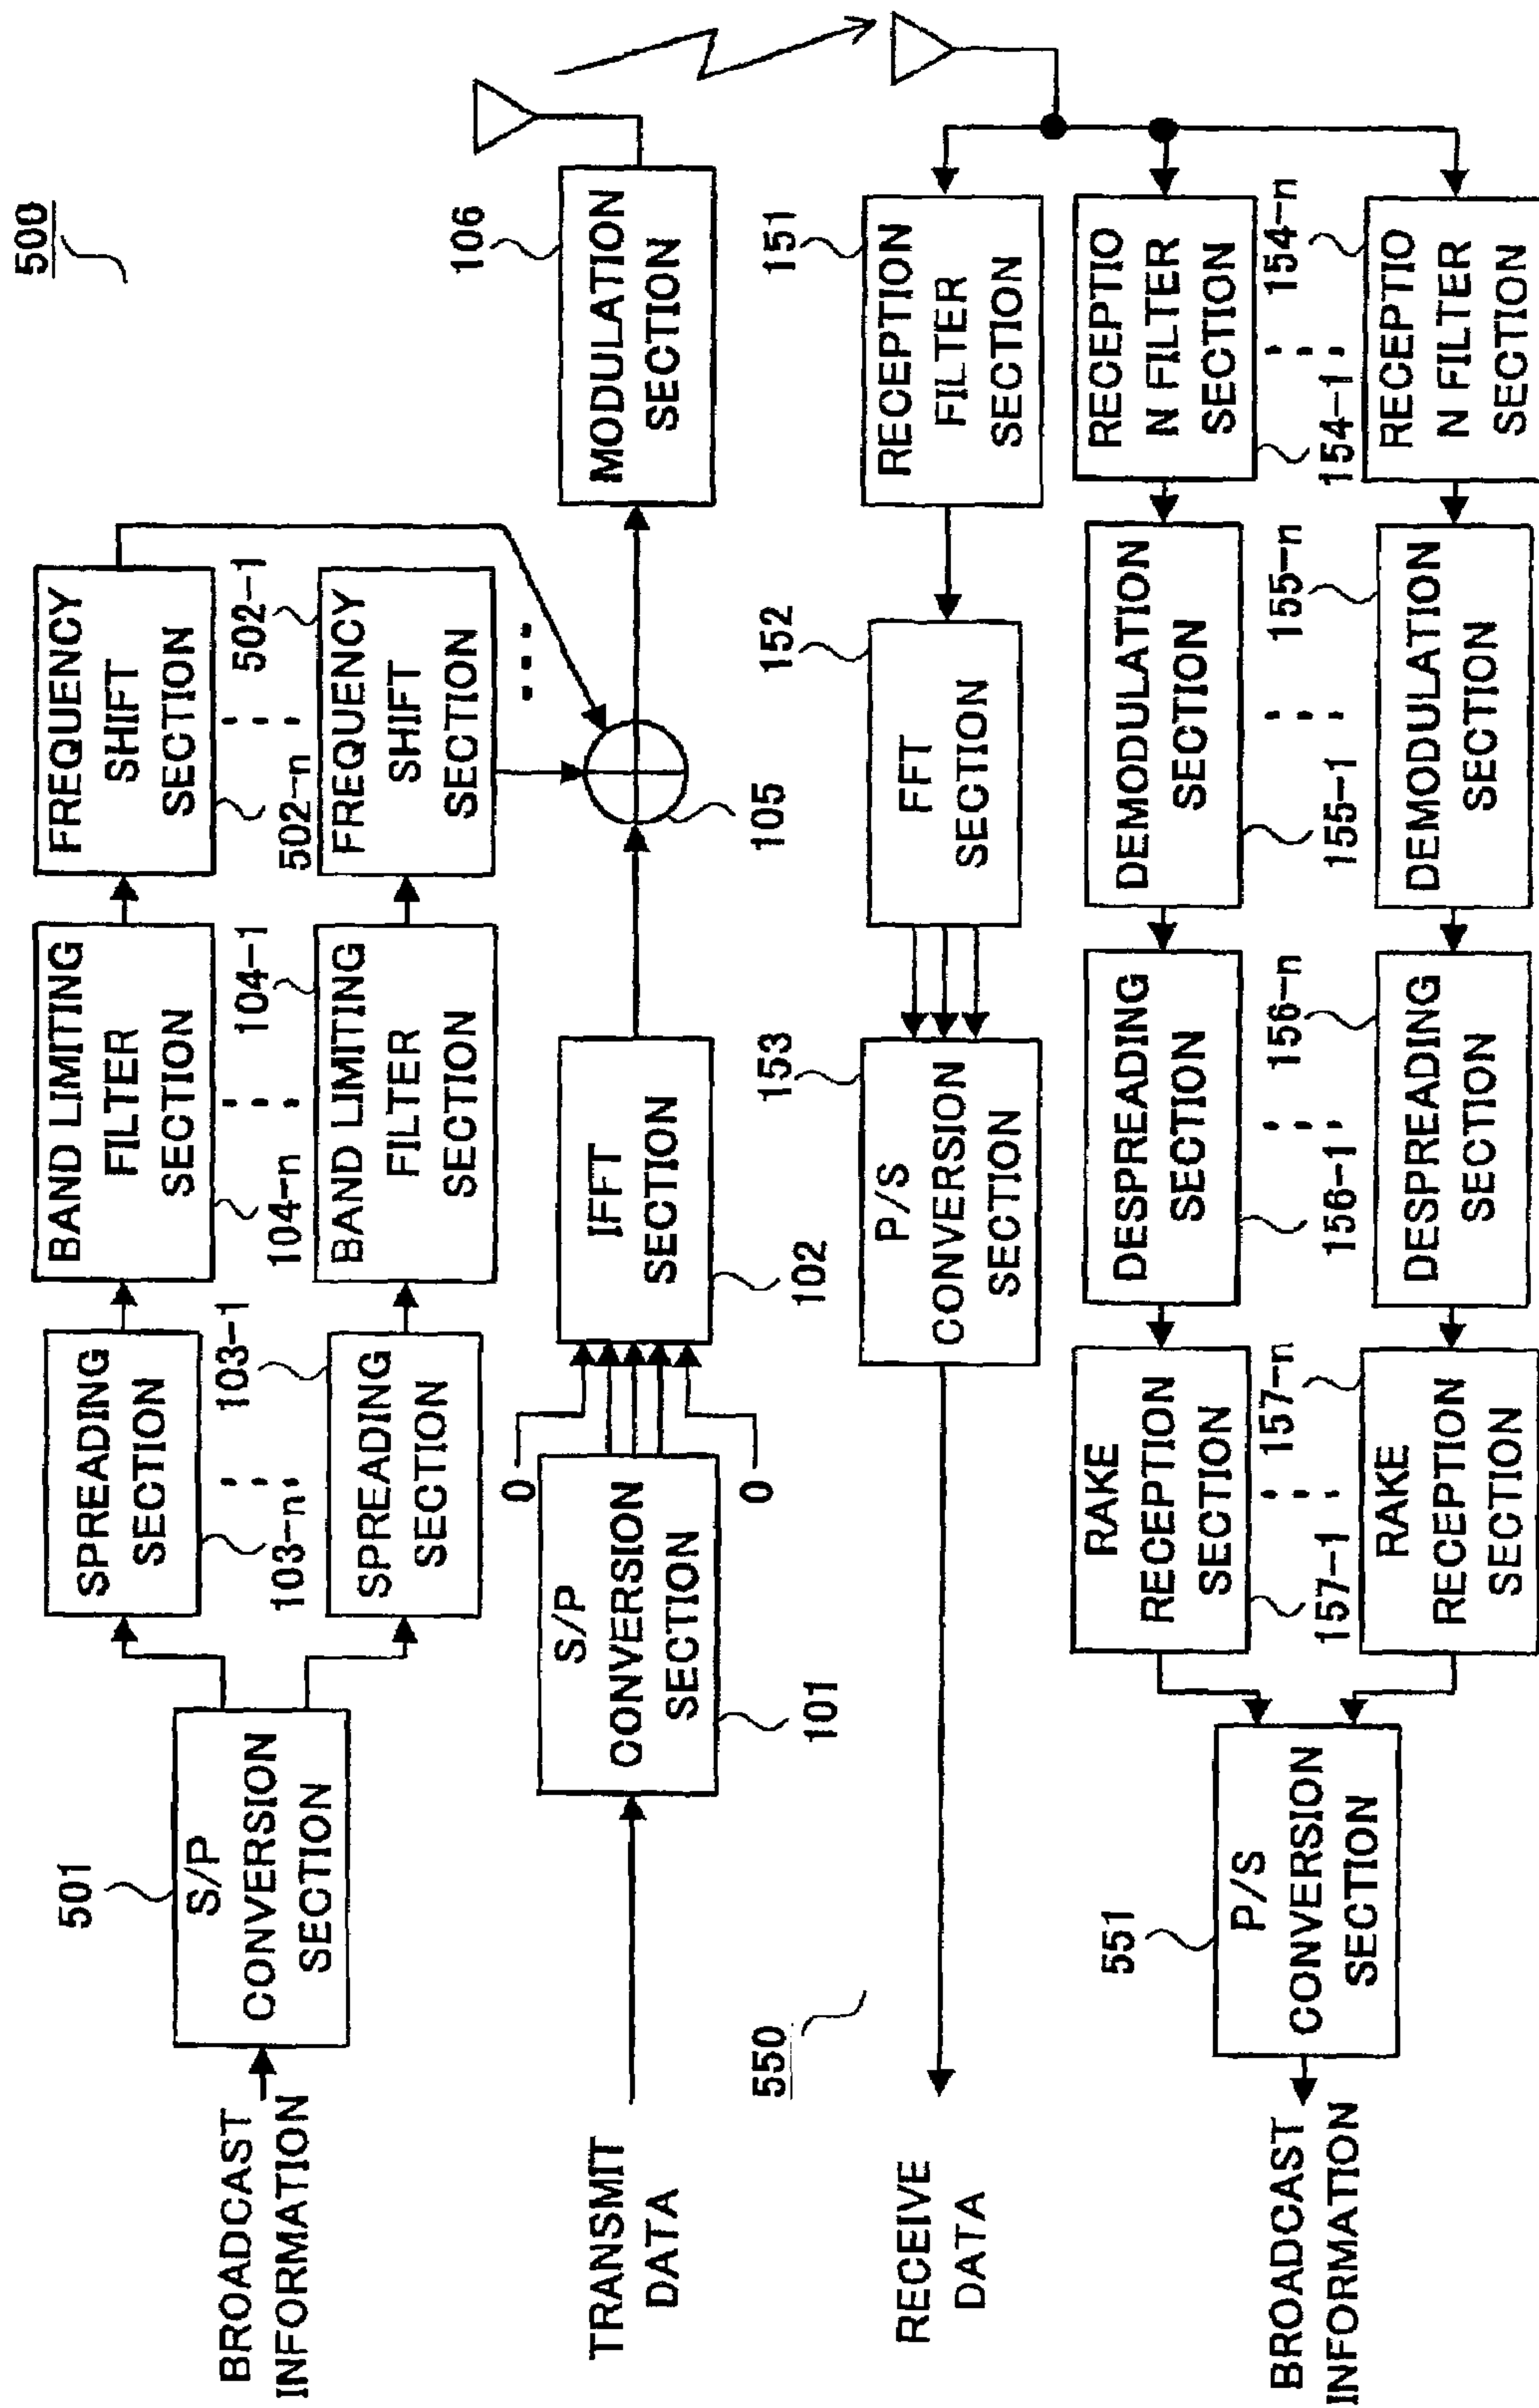 500
BROADCAST
INFORMATION
501
S/P
CONVERSION
SECTION
SPREADING
SECTION
103-n
103-1
SPREADING
SECTION
BAND LIMITING
FILTER
SECTION
104-n
104-1
BAND LIMITING
FILTER
SECTION
FREQUENCY
SHIFT
SECTION
502-n
502-1
FREQUENCY
SHIFT
SECTION
TRANSMIT
DATA
S/P
CONVERSION
SECTION
101
0
0
IFFT
SECTION
102
105
106
MODULATION
SECTION
550
RECEIVE
DATA
153
P/S
CONVERSION
SECTION
152
FFT
SECTION
151
RECEPTION
FILTER
SECTION
BROADCAST
INFORMATION
551
P/S
CONVERSION
SECTION
RAKE
RECEPTION
SECTION
157-1
157-n
RAKE
RECEPTION
SECTION
DESPREADING
SECTION
156-1
156-n
DESPREADING
SECTION
DEMODULATION
SECTION
155-1
155-n
DEMODULATION
SECTION
RECEPTIO
N FILTER
SECTION
154-1
154-n
RECEPTIO
N FILTER
SECTION